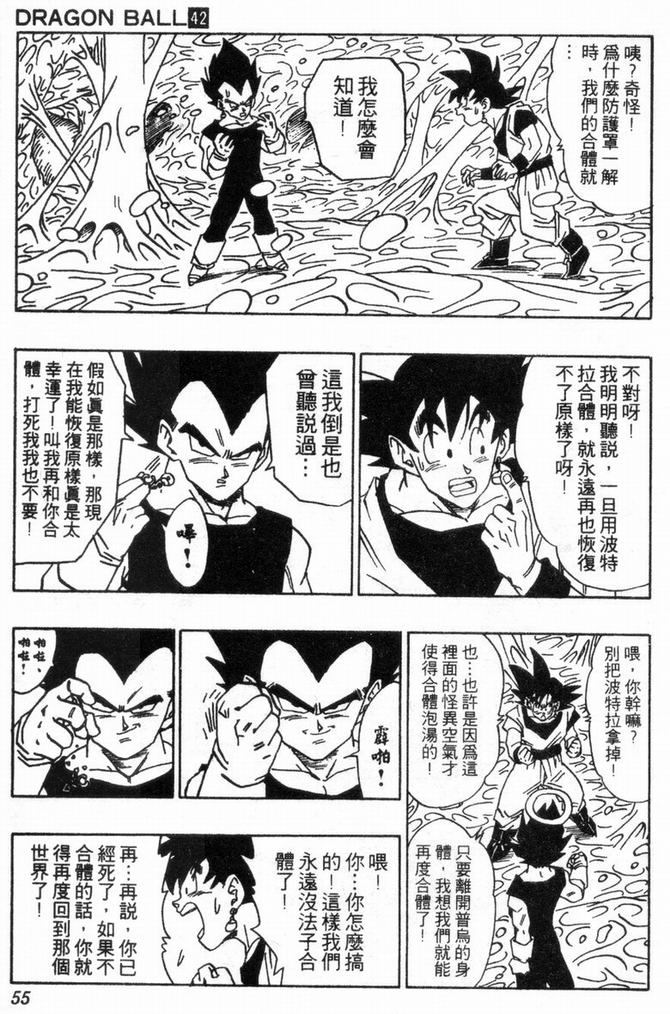 DRAGON BALL 42
咦？奇怪！
爲什麼防護罩一解
時，我們的合體就
…
我怎麼會
知道！
不對呀！
我明明聽說，一旦用波特
拉合體，就永遠再也恢復
不了原樣了呀！
這我倒是也
曾聽說過…
嗶！
假如眞是那樣，那現
在我能恢復原樣眞是太
幸運了！叫我再和你合
體，打死我我也不要！
喂，你幹嘛？
別把波特拉拿掉！
也…也許是因爲這
裡面的怪異空氣才
使得合體泡湯的！
只要離開普烏的身
體，我想我們就能
再度合體了！
霹啪！
啪啦、
啪啦！
喂！
你…你怎麼搞
的！這樣我們
永遠沒法子合
體了！
再…再說，你已
經死了，如果不
合體的話，你就
得再度回到那個
世界了！
55